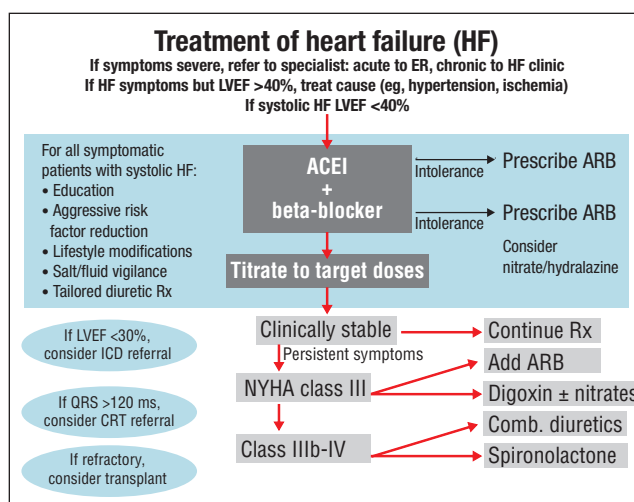 Treatment of heart failure (HF)
If symptoms severe, refer to specialist: acute to ER, chronic to HF clinic
If HF symptoms but LVEF >40%, treat cause (eg, hypertension, ischemia)
If systolic HF LVEF <40%
For all symptomatic
patients with systolic HF:
• Education
• Aggressive risk
factor reduction
• Lifestyle modifications
• Salt/fluid vigilance
• Tailored diuretic Rx
ACEI
+
beta-blocker
Intolerance
Prescribe ARB
Intolerance
Prescribe ARB
Consider
nitrate/hydralazine
Titrate to target doses
If LVEF <30%,
consider ICD referral
If QRS >120 ms,
consider CRT referral
If refractory,
consider transplant
Clinically stable
Continue Rx
Persistent symptoms
Add ARB
NYHA class III
Digoxin ± nitrates
Comb. diuretics
Class IIIb-IV
Spironolactone